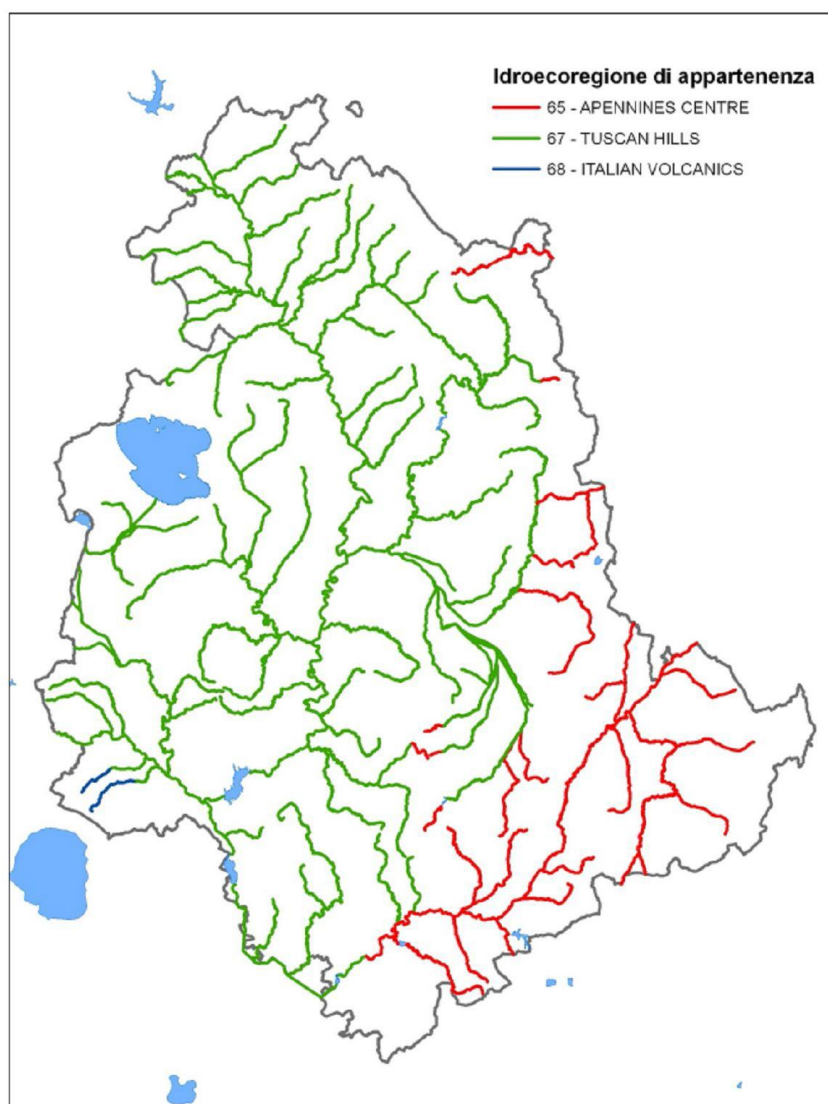 Idroecoregione di appartenenza
65 - APENNINES CENTRE
67 - TUSCAN HILLS
68 - ITALIAN VOLCANICS